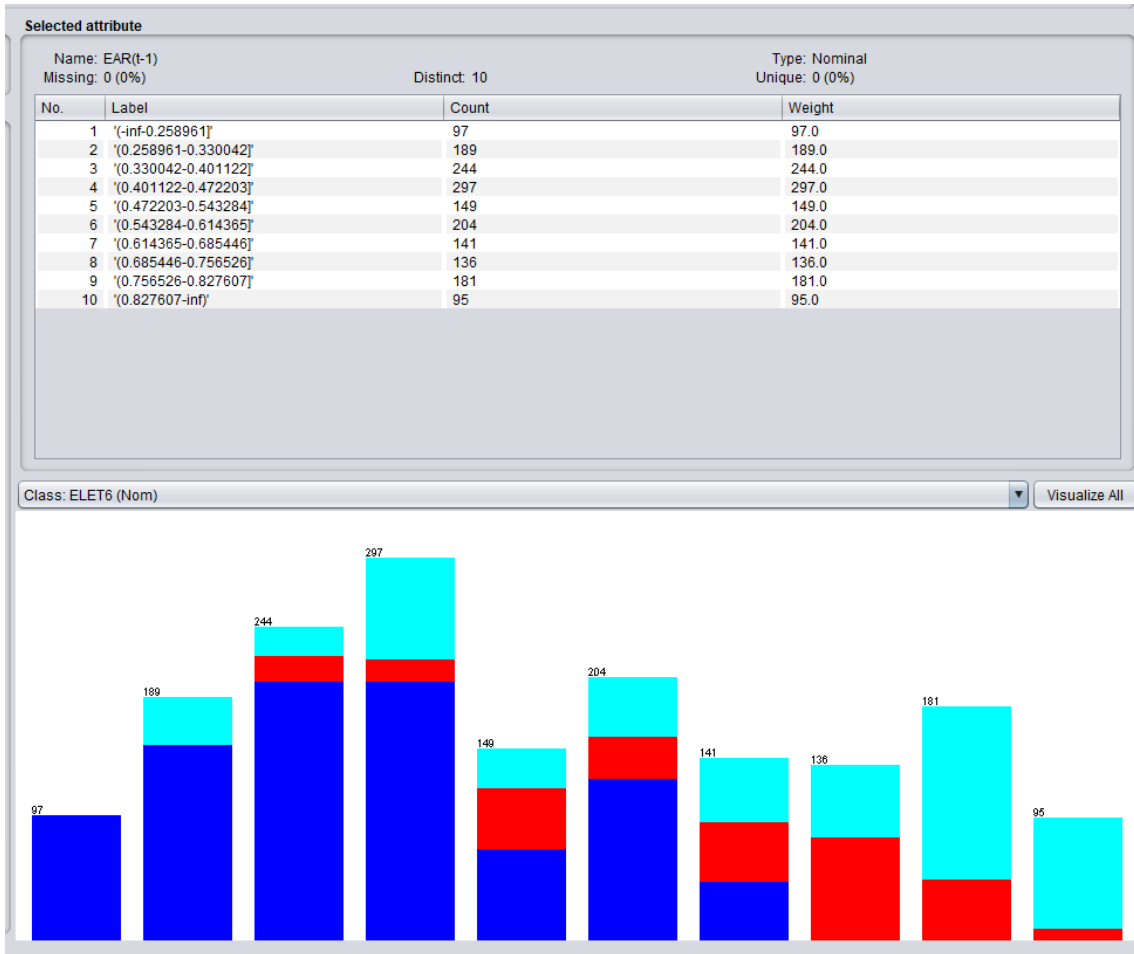 Selected attribute
Name: EAR(t-1) Type: Nominal
Missing: 0 (0%) Distinct: 10 Unique: 0 (0%)
No. Label Count Weight
1 '(-inf-0.258961]' 97 97.0
2 '(0.258961-0.330042]' 189 189.0
3 '(0.330042-0.401122]' 244 244.0
4 '(0.401122-0.472203]' 297 297.0
5 '(0.472203-0.543284]' 149 149.0
6 '(0.543284-0.614365]' 204 204.0
7 '(0.614365-0.685446]' 141 141.0
8 '(0.685446-0.756526]' 136 136.0
9 '(0.756526-0.827607]' 181 181.0
10 '(0.827607-inf)' 95 95.0
Class: ELET6 (Nom) Visualize All
297
244
204
189
181
149
141
136
97
95